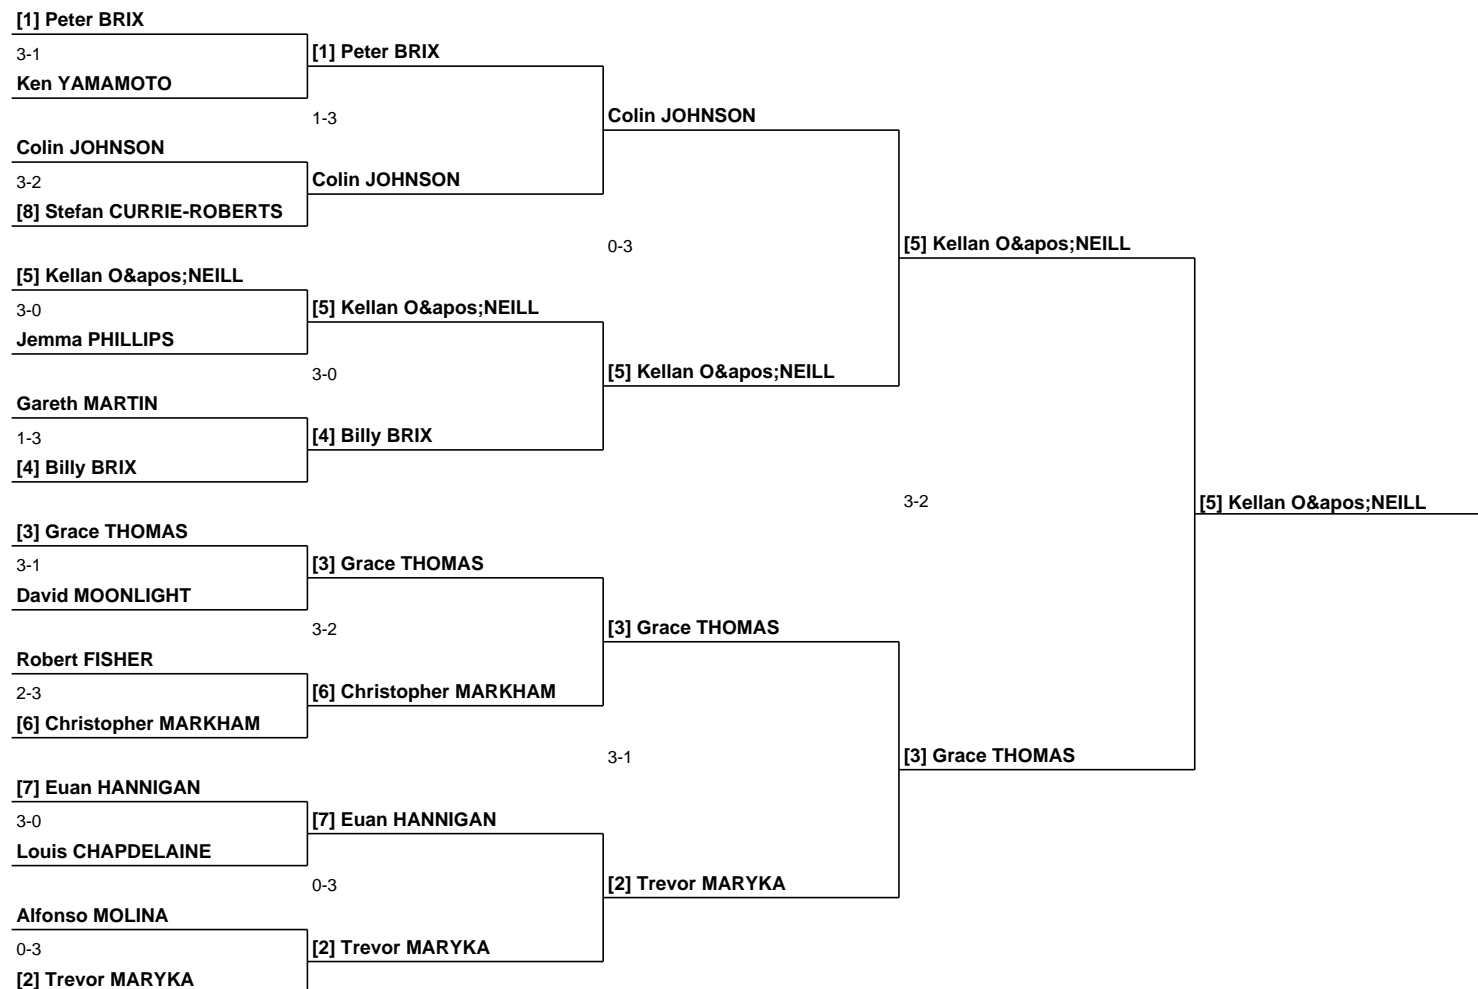 [1] Peter BRIX
3-1
Ken YAMAMOTO
Colin JOHNSON
3-2
[8] Stefan CURRIE-ROBERTS
[5] Kellan O&apos;NEILL
3-0
Jemma PHILLIPS
Gareth MARTIN
1-3
[4] Billy BRIX
[3] Grace THOMAS
3-1
David MOONLIGHT
Robert FISHER
2-3
[6] Christopher MARKHAM
[7] Euan HANNIGAN
3-0
Louis CHAPDELAINE
Alfonso MOLINA
0-3
[2] Trevor MARYKA
[1] Peter BRIX
1-3
Colin JOHNSON
[5] Kellan O&apos;NEILL
3-0
[4] Billy BRIX
[3] Grace THOMAS
3-2
[6] Christopher MARKHAM
[7] Euan HANNIGAN
0-3
[2] Trevor MARYKA
Colin JOHNSON
0-3
[5] Kellan O&apos;NEILL
[3] Grace THOMAS
3-1
[2] Trevor MARYKA
[5] Kellan O&apos;NEILL
3-2
[3] Grace THOMAS
[5] Kellan O&apos;NEILL